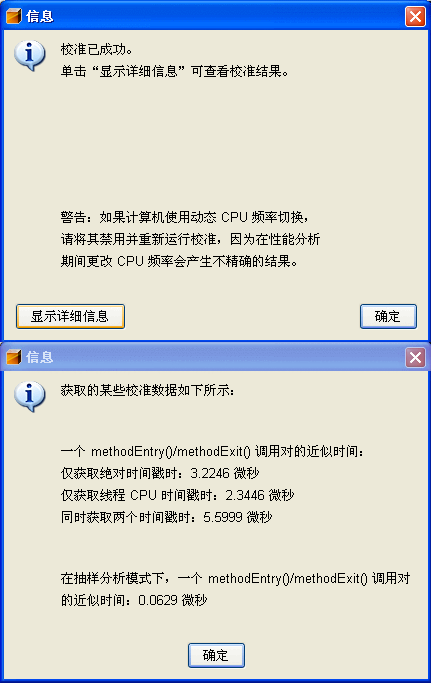 信息
校准已成功。
单击“显示详细信息”可查看校准结果。
警告：如果计算机使用动态 CPU 频率切换，
请将其禁用并重新运行校准，因为在性能分析
期间更改 CPU 频率会产生不精确的结果。
显示详细信息
确定
信息
获取的某些校准数据如下所示：
一个 methodEntry()/methodExit() 调用对的近似时间：
仅获取绝对时间戳时：3.2246 微秒
仅获取线程 CPU 时间戳时：2.3446 微秒
同时获取两个时间戳时：5.5999 微秒
在抽样分析模式下，一个 methodEntry()/methodExit() 调用对
的近似时间：0.0629 微秒
确定